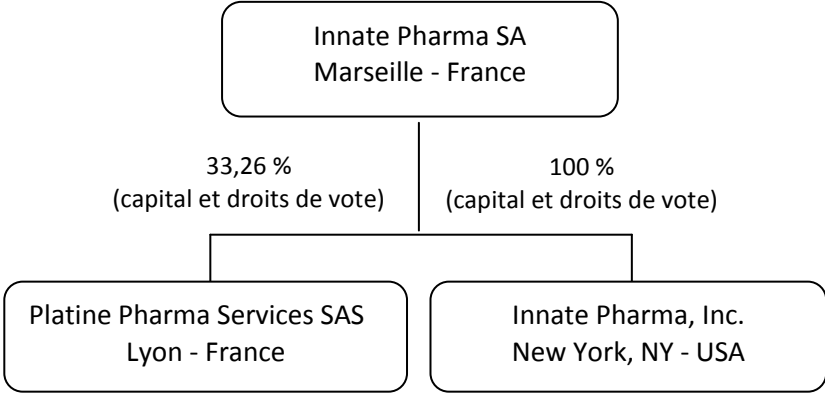 Innate Pharma SA
Marseille - France
33,26 %
(capital et droits de vote)
100 %
(capital et droits de vote)
Platine Pharma Services SAS
Lyon - France
Innate Pharma, Inc.
New York, NY - USA